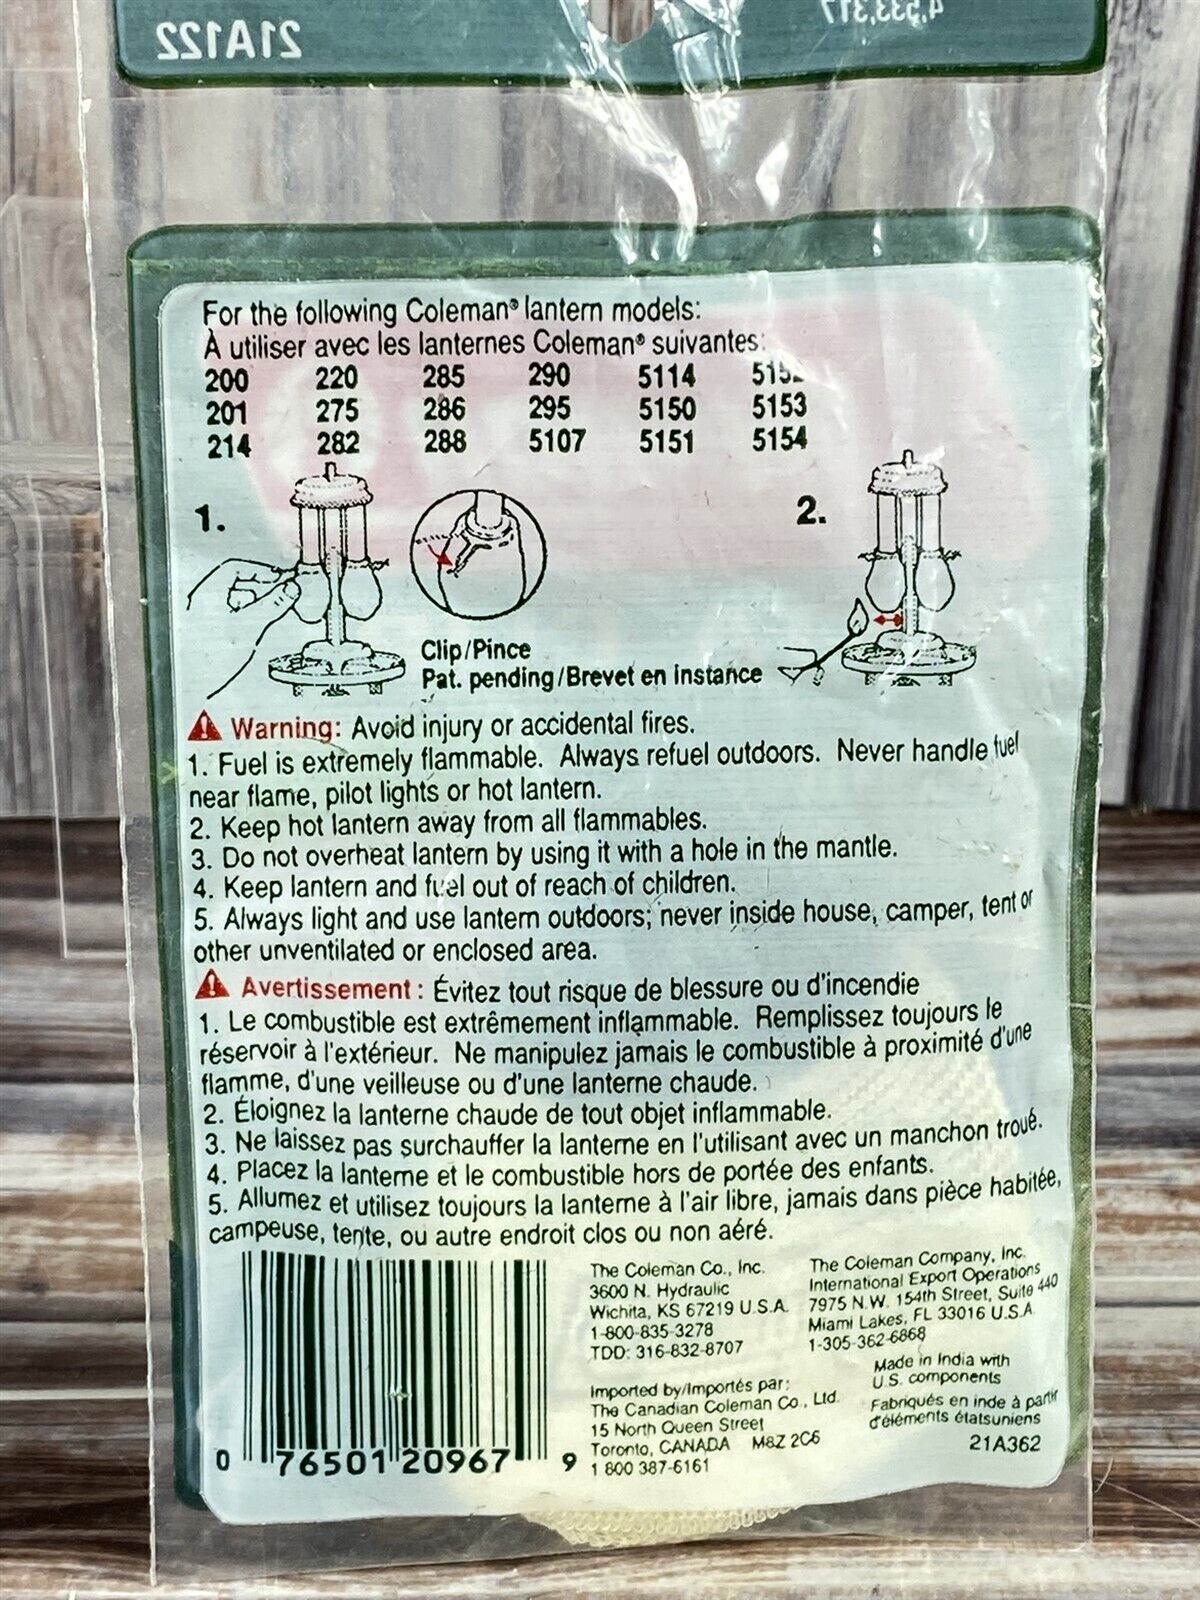 4,533,317
21A122
For the following Coleman® lantern models:
À utiliser avec les lanternes Coleman® suivantes:
200 220 285 290 5114 5152
201 275 286 295 5150 5153
214 282 288 5107 5151 5154
1.
2.
Clip/Pince
Pat. pending/Brevet en instance
Warning: Avoid injury or accidental fires.
1. Fuel is extremely flammable. Always refuel outdoors. Never handle fuel
near flame, pilot lights or hot lantern.
2. Keep hot lantern away from all flammables.
3. Do not overheat lantern by using it with a hole in the mantle.
4. Keep lantern and fuel out of reach of children.
5. Always light and use lantern outdoors; never inside house, camper, tent or
other unventilated or enclosed area.
Avertissement : Évitez tout risque de blessure ou d'incendie
1. Le combustible est extrêmement inflammable. Remplissez toujours le
réservoir à l'extérieur. Ne manipulez jamais le combustible à proximité d'une
flamme, d'une veilleuse ou d'une lanterne chaude.
2. Éloignez la lanterne chaude de tout objet inflammable.
3. Ne laissez pas surchauffer la lanterne en l'utilisant avec un manchon troué.
4. Placez la lanterne et le combustible hors de portée des enfants.
5. Allumez et utilisez toujours la lanterne à l'air libre, jamais dans pièce habitée,
campeuse, tente, ou autre endroit clos ou non aéré.
The Coleman Co., Inc.
3600 N. Hydraulic
Wichita, KS 67219 U.S.A.
1-800-835-3278
TDD: 316-832-8707
The Coleman Company, Inc.
International Export Operations
7975 N.W. 154th Street, Suite 440
Miami Lakes, FL 33016 U.S.A.
1-305-362-6868
Made in India with
U.S. components
Imported by/Importés par:
The Canadian Coleman Co., Ltd.
15 North Queen Street
Toronto, CANADA M8Z 2C6
1 800 387-6161
Fabriqués en inde à partir
d'éléments étatsuniens
21A362
0 76501 20967 9